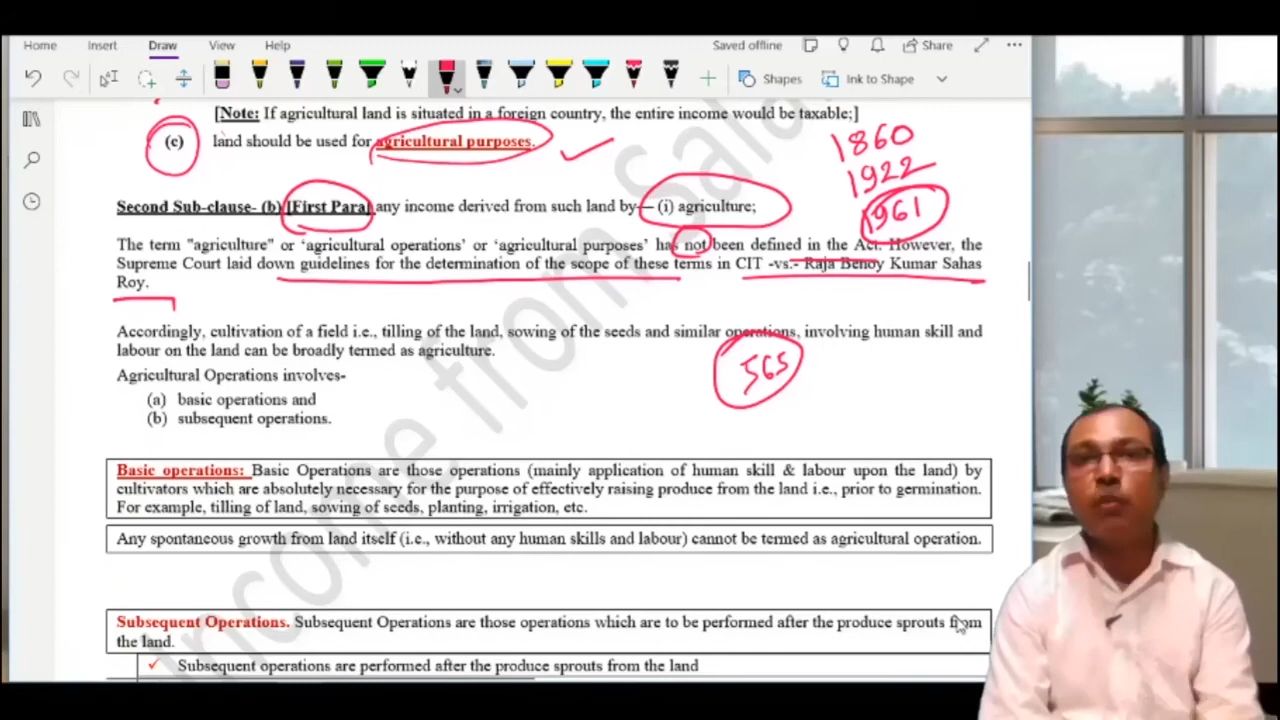 Home Insert Draw View Help Saved offline Share
Shapes Ink to Shape
[Note: If agricultural land is situated in a foreign country, the entire income would be taxable;]
(c) land should be used for agricultural purposes.
1860
1922
1961
Second Sub-clause- (b) [First Para] any income derived from such land by— (i) agriculture;
The term "agriculture" or 'agricultural operations' or 'agricultural purposes' has not been defined in the Act. However, the
Supreme Court laid down guidelines for the determination of the scope of these terms in CIT -vs.- Raja Benoy Kumar Sahas
Roy.
Accordingly, cultivation of a field i.e., tilling of the land, sowing of the seeds and similar operations, involving human skill and
labour on the land can be broadly termed as agriculture.
565
Agricultural Operations involves-
(a) basic operations and
(b) subsequent operations.
Basic operations: Basic Operations are those operations (mainly application of human skill & labour upon the land) by
cultivators which are absolutely necessary for the purpose of effectively raising produce from the land i.e., prior to germination.
For example, tilling of land, sowing of seeds, planting, irrigation, etc.
Any spontaneous growth from land itself (i.e., without any human skills and labour) cannot be termed as agricultural operation.
Subsequent Operations. Subsequent Operations are those operations which are to be performed after the produce sprouts from
the land.
✓ Subsequent operations are performed after the produce sprouts from the land
Income from Sala